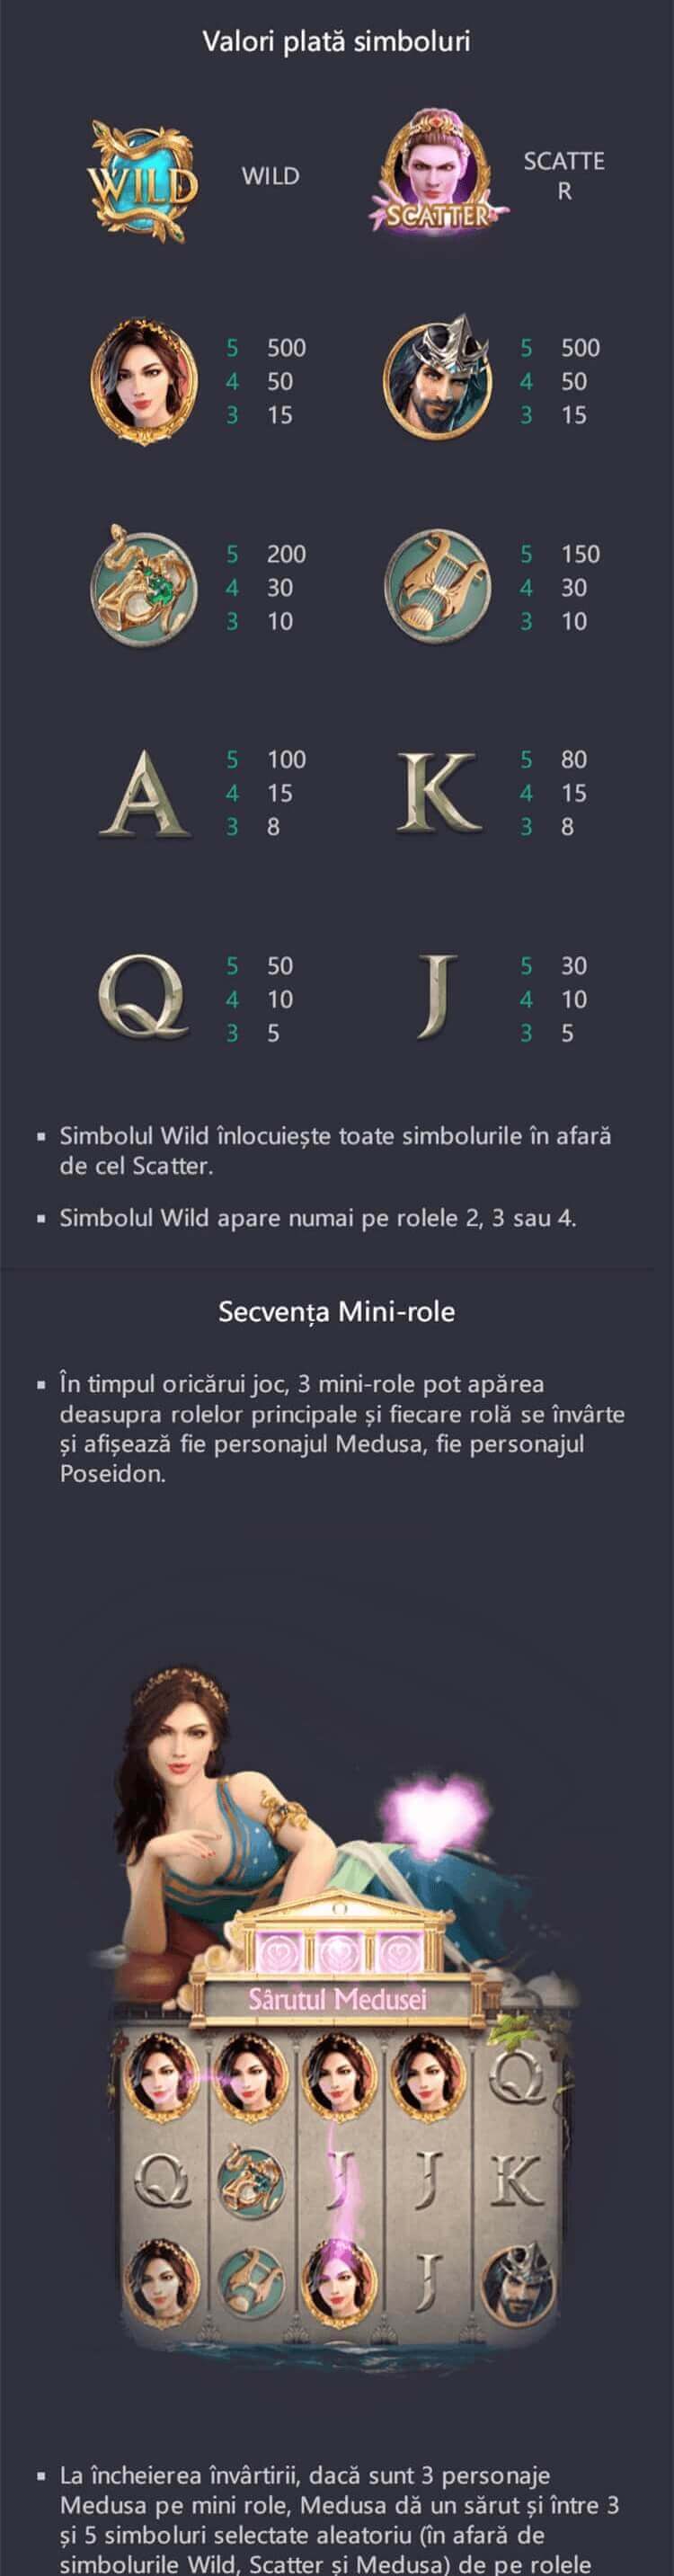 Valori plată simboluri
WILD
WILD
SCATTER
SCATTE
R
5 500
4 50
3 15
5 500
4 50
3 15
5 200
4 30
3 10
5 150
4 30
3 10
A
5 100
4 15
3 8
K
5 80
4 15
3 8
Q
5 50
4 10
3 5
J
5 30
4 10
3 5
▪ Simbolul Wild înlocuiește toate simbolurile în afară
de cel Scatter.
▪ Simbolul Wild apare numai pe rolele 2, 3 sau 4.
Secvența Mini-role
▪ În timpul oricărui joc, 3 mini-role pot apărea
deasupra rolelor principale și fiecare rolă se învârte
și afișează fie personajul Medusa, fie personajul
Poseidon.
Sârutul Medusei
Q
Q J J K
J
▪ La încheierea învârtirii, dacă sunt 3 personaje
Medusa pe mini role, Medusa dă un sărut și între 3
și 5 simboluri selectate aleatoriu (în afară de
simbolurile Wild, Scatter și Medusa) de pe rolele